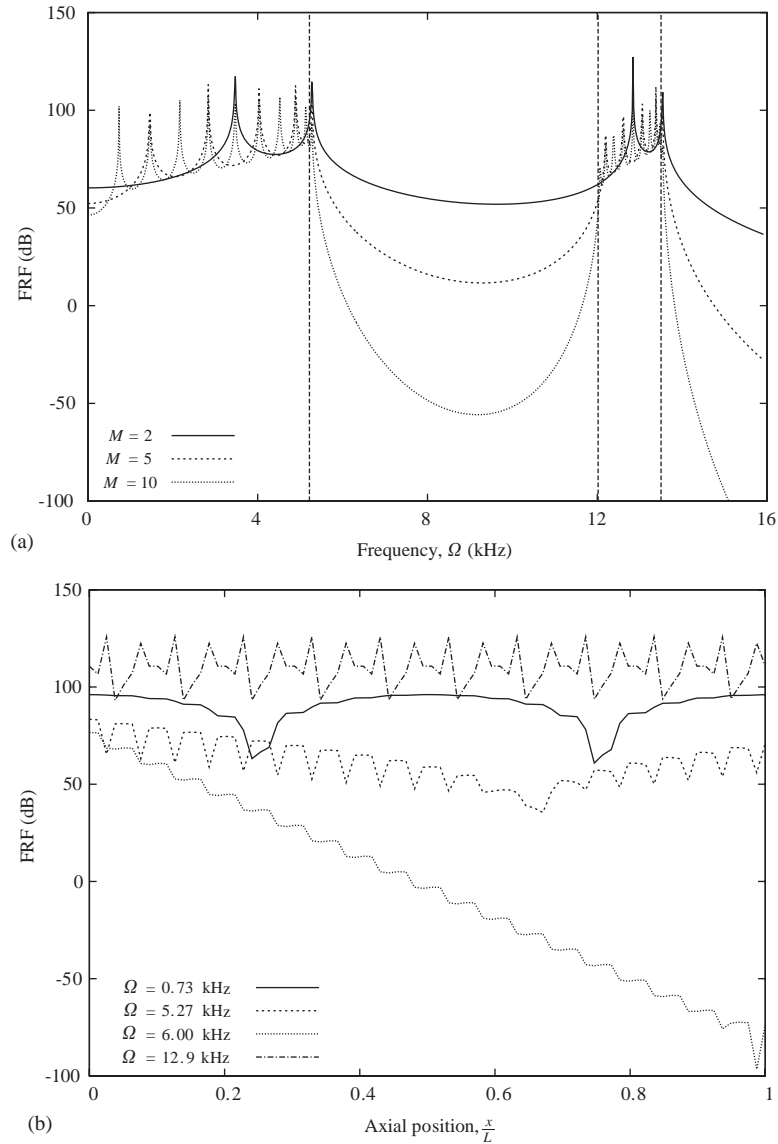 150
100
50
0
-50
-100
FRF (dB)
M = 2
M = 5
M = 10
0
4
8
12
16
(a)
Frequency, Ω (kHz)
150
100
50
0
-50
-100
FRF (dB)
Ω = 0.73 kHz
Ω = 5.27 kHz
Ω = 6.00 kHz
Ω = 12.9 kHz
0
0.2
0.4
0.6
0.8
1
(b)
Axial position, x/L